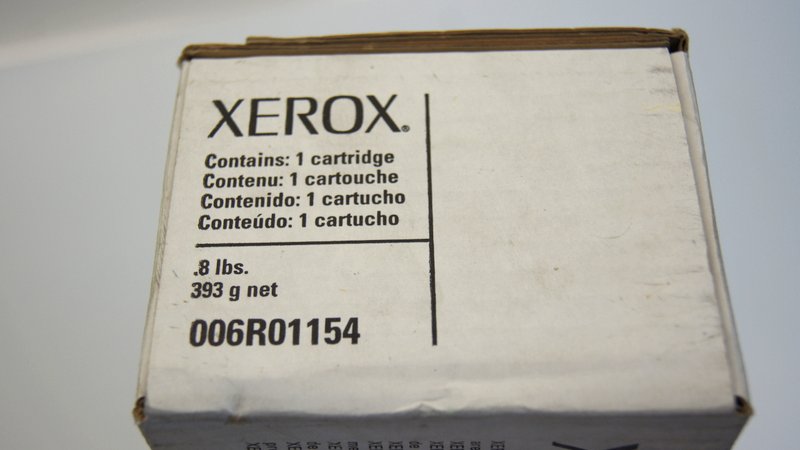 XEROX®
Contains: 1 cartridge
Contenu: 1 cartouche
Contenido: 1 cartucho
Conteúdo: 1 cartucho
.8 lbs.
393 g net
006R01154